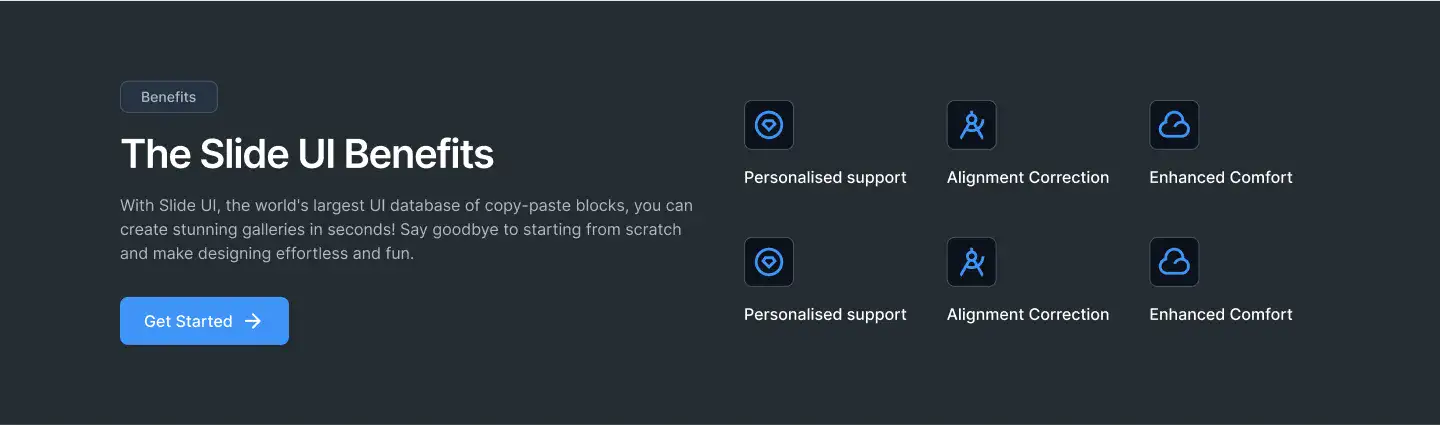 Benefits
The Slide UI Benefits
With Slide UI, the world's largest UI database of copy-paste blocks, you can
create stunning galleries in seconds! Say goodbye to starting from scratch
and make designing effortless and fun.
Get Started
Personalised support
Alignment Correction
Enhanced Comfort
Personalised support
Alignment Correction
Enhanced Comfort